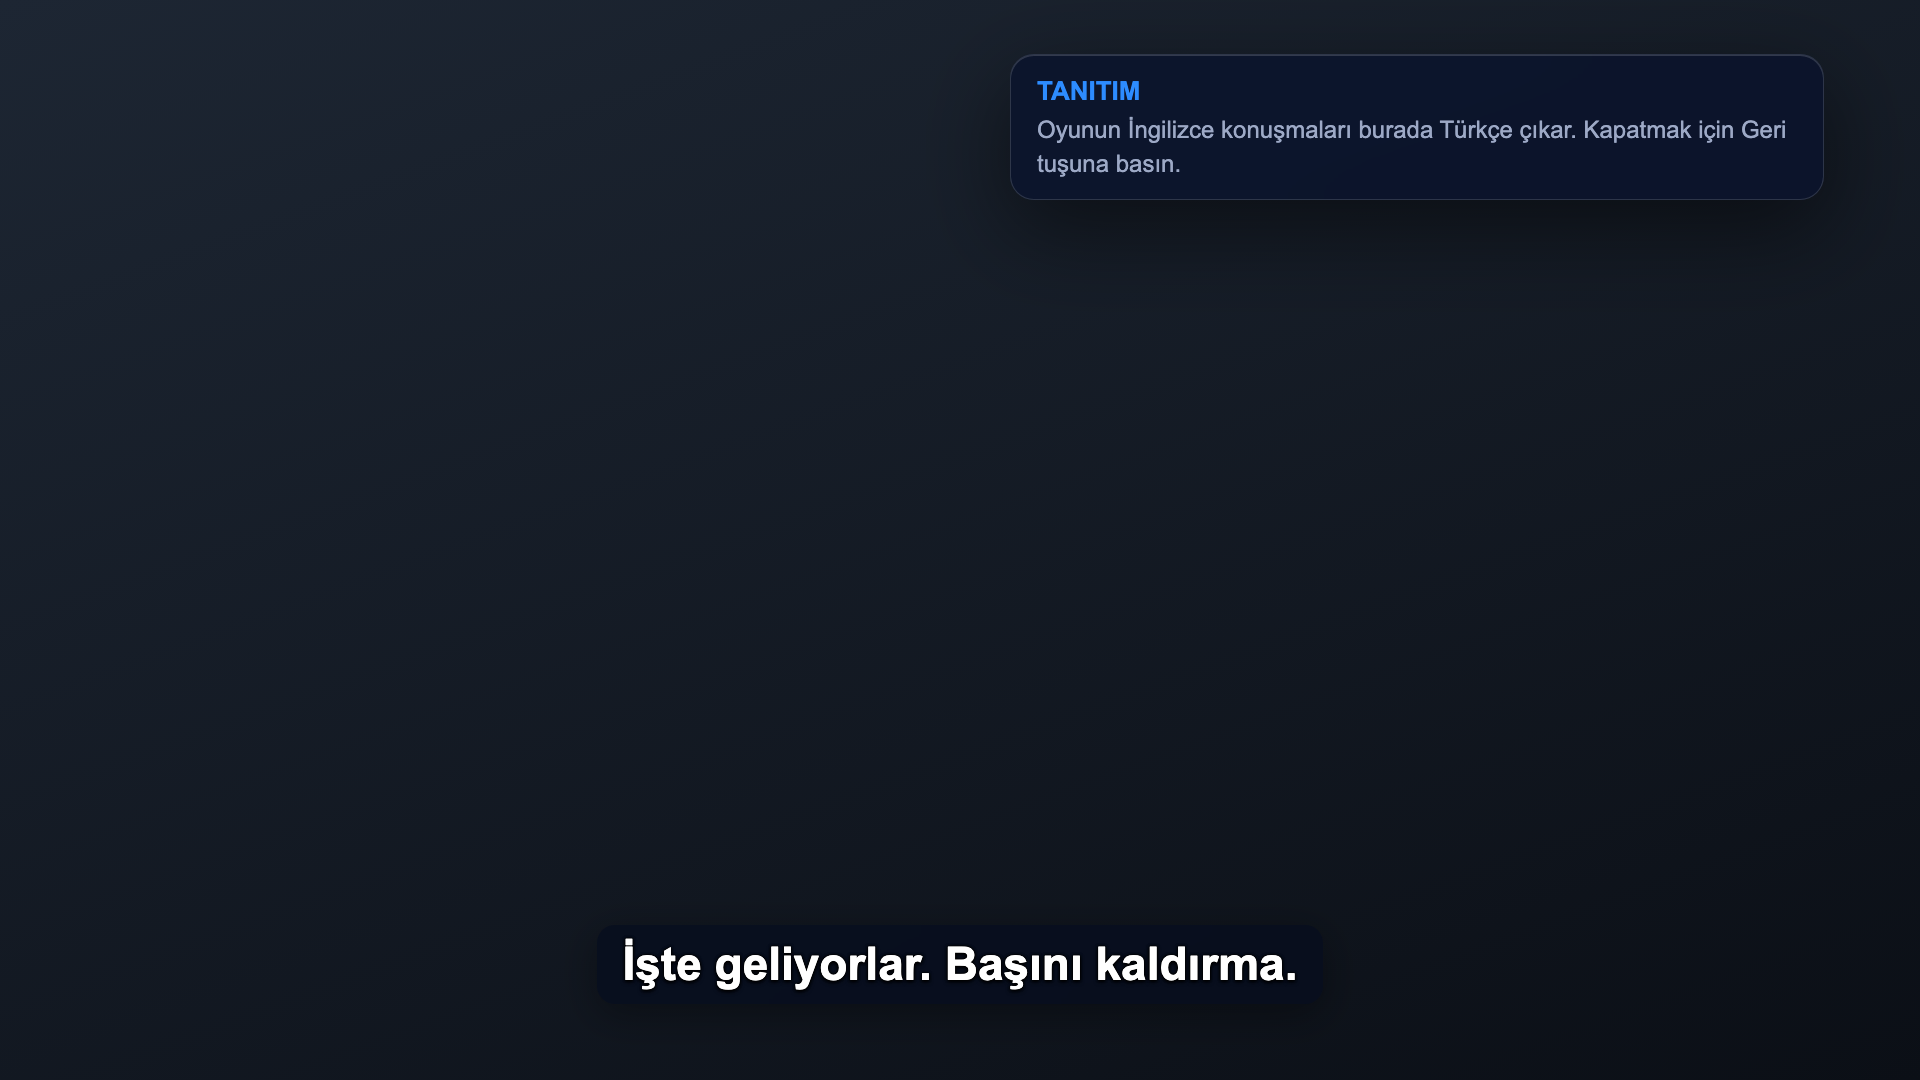 TANITIM
Oyunun İngilizce konuşmaları burada Türkçe çıkar. Kapatmak için Geri
tuşuna basın.
İşte geliyorlar. Başını kaldırma.